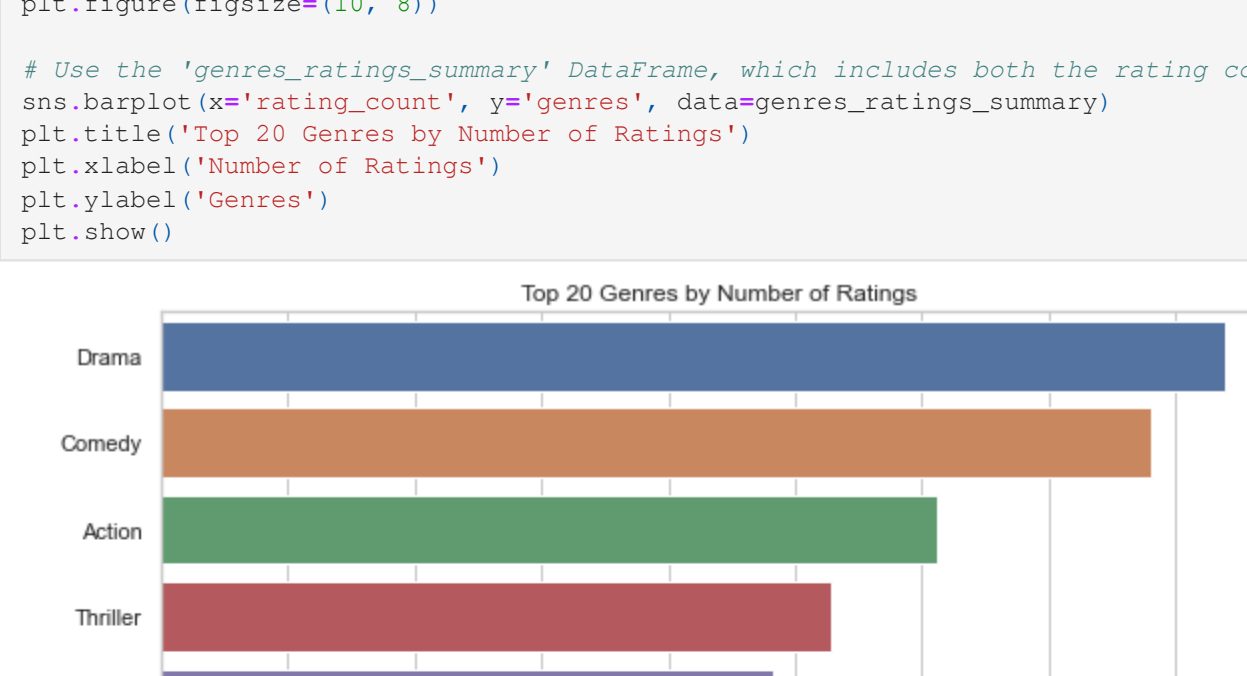 plt.figure(figsize=(10, 8))
# Use the 'genres_ratings_summary' DataFrame, which includes both the rating
sns.barplot(x='rating_count', y='genres', data=genres_ratings_summary)
plt.title('Top 20 Genres by Number of Ratings')
plt.xlabel('Number of Ratings')
plt.ylabel('Genres')
plt.show()
Top 20 Genres by Number of Ratings
Drama
Comedy
Action
Thriller